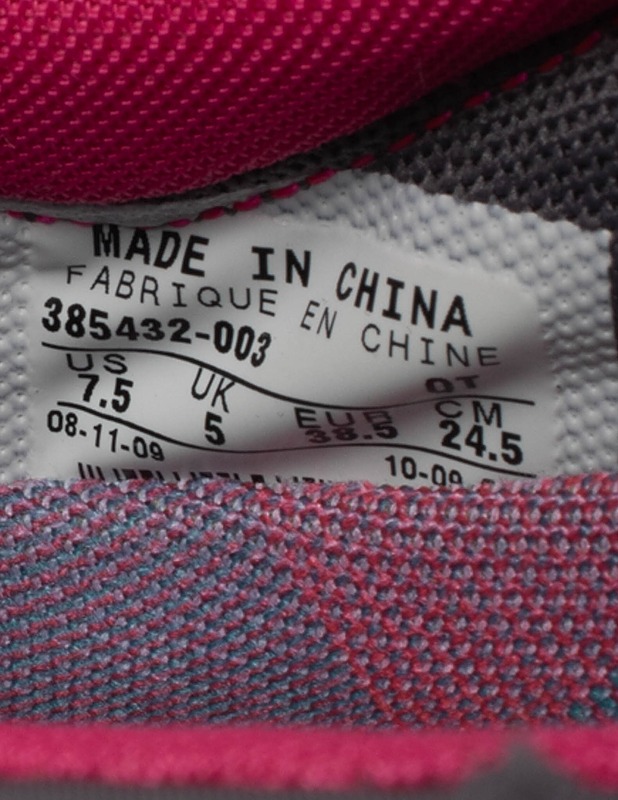 MADE IN CHINA
FABRIQUE EN CHINE
385432-003 QT
US UK EUR CM
7.5 5 38.5 24.5
08-11-09 10-09